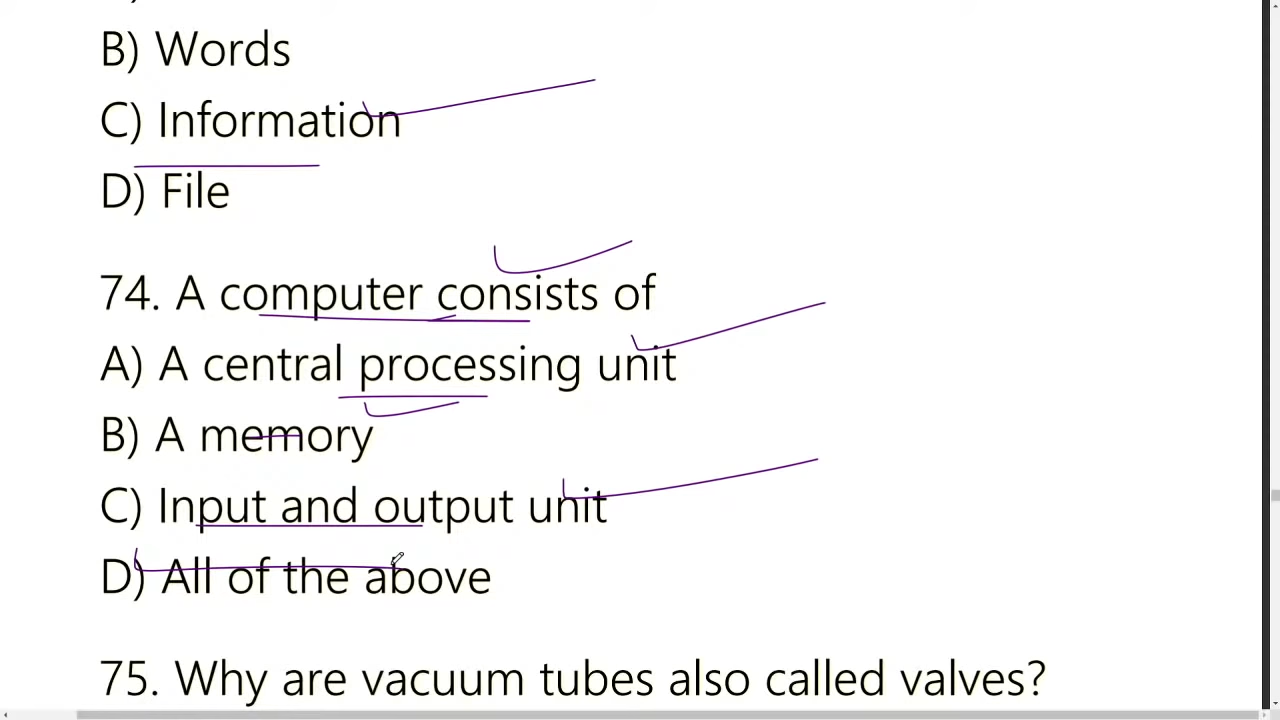 B) Words
C) Information
D) File
74. A computer consists of
A) A central processing unit
B) A memory
C) Input and output unit
D) All of the above
75. Why are vacuum tubes also called valves?